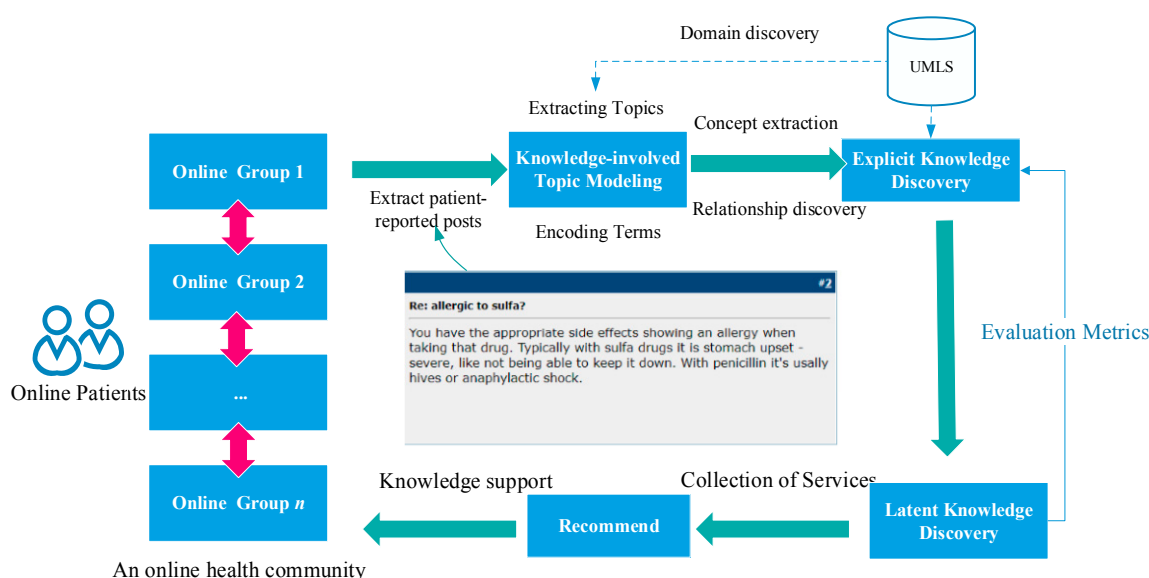 Domain discovery
UMLS
Extracting Topics
Concept extraction
Online Group 1
Knowledge-involved
Topic Modeling
Explicit Knowledge
Discovery
Extract patient-
reported posts
Relationship discovery
Encoding Terms
Online Group 2
#2
Re: allergic to sulfa?
You have the appropriate side effects showing an allergy when
taking that drug. Typically with sulfa drugs it is stomach upset -
severe, like not being able to keep it down. With penicillin it's usally
hives or anaphylactic shock.
Evaluation Metrics
Online Patients
...
Knowledge support
Collection of Services
Online Group n
Recommend
Latent Knowledge
Discovery
An online health community